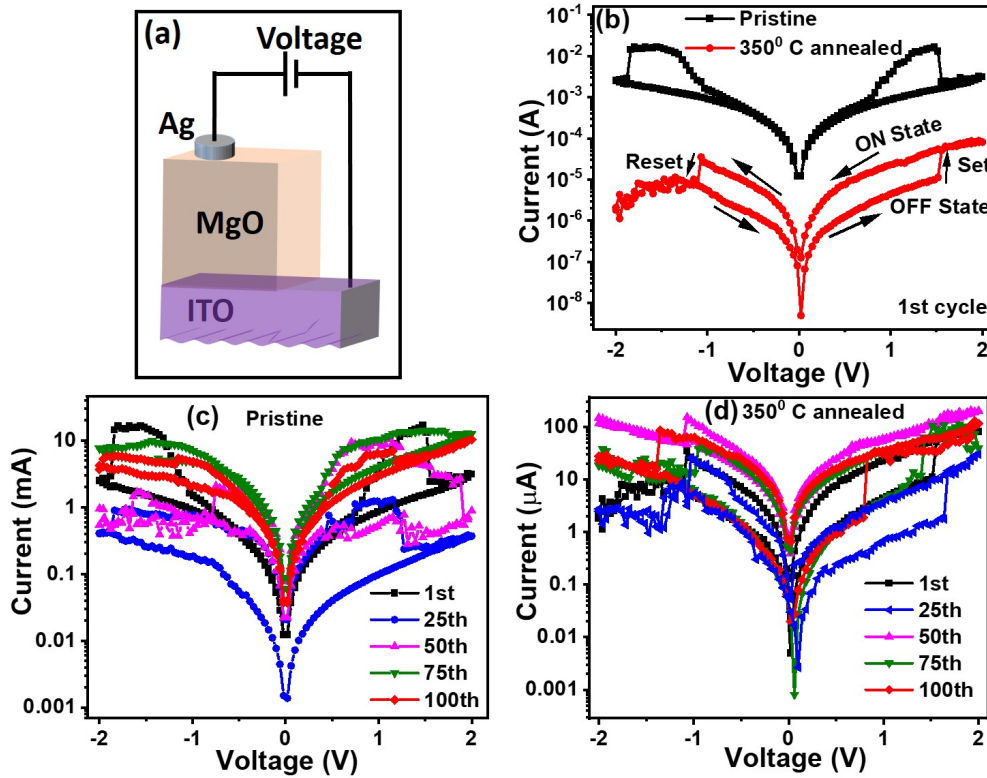 (a)
Voltage
Ag
MgO
ITO
(b)
Pristine
350⁰ C annealed
Current (A)
10⁻¹
10⁻²
10⁻³
10⁻⁴
10⁻⁵
10⁻⁶
10⁻⁷
10⁻⁸
ON State
Reset
Set
OFF State
1st cycle
-2 -1 0 1 2
Voltage (V)
(c) Pristine
Current (mA)
10
1
0.1
0.01
0.001
1st
25th
50th
75th
100th
-2 -1 0 1 2
Voltage (V)
(d)
350⁰ C annealed
Current (μA)
100
10
1
0.1
0.01
0.001
1st
25th
50th
75th
100th
-2 -1 0 1 2
Voltage (V)